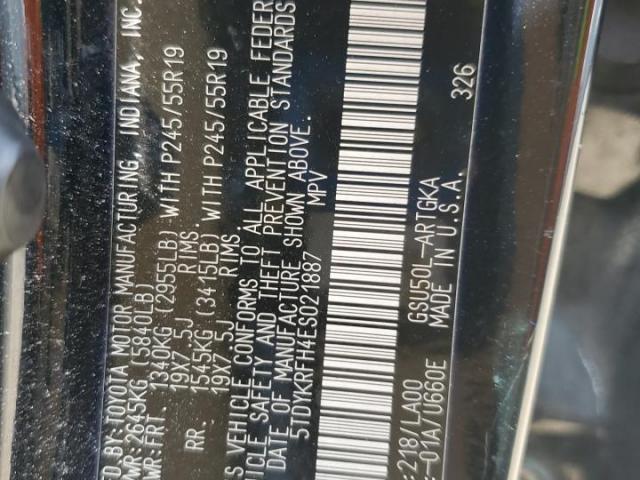 ED BY:TOYOTA MOTOR MANUFACTURING, INDIANA, INC.
WR:2645KG (5840LB)
WR:FRT. 1340KG (2955LB) WITH P245/55R19
19X7.5J RIMS.
RR. 1545KG (3415LB) WITH P245/55R19
19X7.5J RIMS.
S VEHICLE CONFORMS TO ALL APPLICABLE FEDER
HICLE SAFETY AND THEFT PREVENTION STANDARDS
DATE OF MANUFACTURE SHOWN ABOVE.
5TDYKRFH4ES021887 MPV
:218/LA00 GSU50L-ARTGKA 326
:-01A/U660E MADE IN U.S.A.